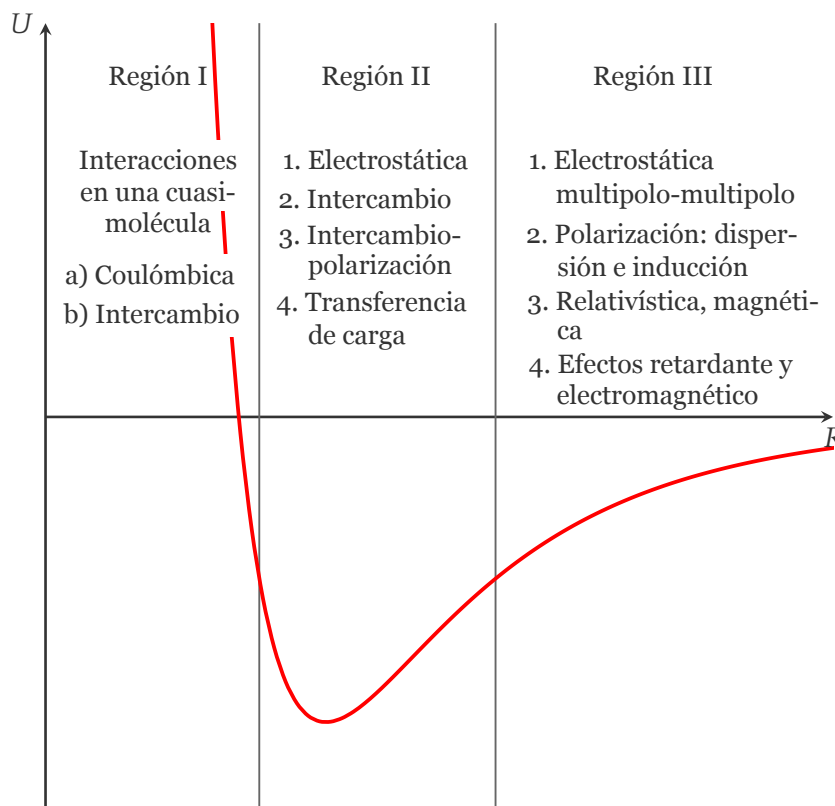 U
Región I
Región II
Región III
Interacciones
en una cuasi-
molécula
a) Coulómbica
b) Intercambio
1. Electrostática
2. Intercambio
3. Intercambio-
polarización
4. Transferencia
de carga
1. Electrostática
multipolo-multipolo
2. Polarización: disper-
sión e inducción
3. Relativística, magnéti-
ca
4. Efectos retardante y
electromagnético